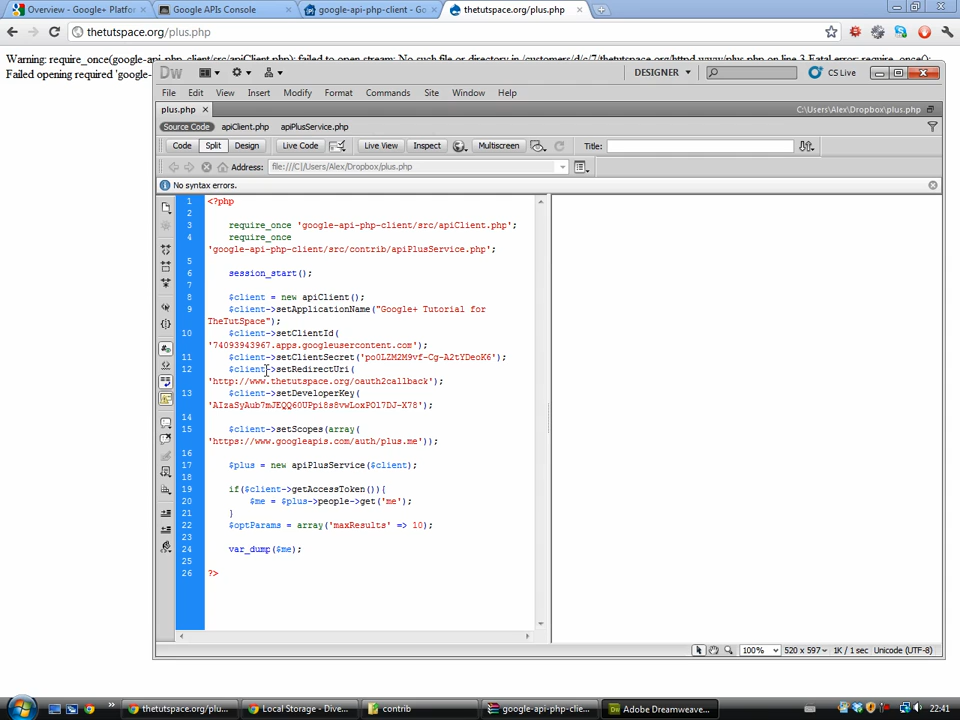 Overview - Google+ Platfor
Google APIs Console
google-api-php-client - Go
thetutspace.org/plus.php
thetutspace.org/plus.php
Warning: require_once(google-api-php-client/src/apiClient.php): failed to open stream: No such file or directory in /customers/d/c/7/thetutspace.org/httpd.www/plus.php on line 3 Fatal error: require_once():
Failed opening required 'google-
Dw
DESIGNER
CS Live
File Edit View Insert Modify Format Commands Site Window Help
plus.php
C:\Users\Alex\Dropbox\plus.php
Source Code apiClient.php apiPlusService.php
Code Split Design Live Code Live View Inspect Multiscreen Title:
Address: file:///C|/Users/Alex/Dropbox/plus.php
No syntax errors.
1 <?php
2
3 require_once 'google-api-php-client/src/apiClient.php';
4 require_once
'google-api-php-client/src/contrib/apiPlusService.php';
5
6 session_start();
7
8 $client = new apiClient();
9 $client->setApplicationName("Google+ Tutorial for
TheTutSpace");
10 $client->setClientId(
'74093943967.apps.googleusercontent.com');
11 $client->setClientSecret('po0LZM2M9vf-Cg-A2tYDeoK6');
12 $client->setRedirectUri(
'http://www.thetutspace.org/oauth2callback');
13 $client->setDeveloperKey(
'AIzaSyAub7mJEQQ60UPpi8s8vwLoxPOl7DJ-X78');
14
15 $client->setScopes(array(
'https://www.googleapis.com/auth/plus.me'));
16
17 $plus = new apiPlusService($client);
18
19 if($client->getAccessToken()){
20 $me = $plus->people->get('me');
21 }
22 $optParams = array('maxResults' => 10);
23
24 var_dump($me);
25
26 ?>
100% 520 x 597 1K / 1 sec Unicode (UTF-8)
thetutspace.org/plu...
Local Storage - Dive...
contrib
google-api-php-clie...
Adobe Dreamweave...
22:41